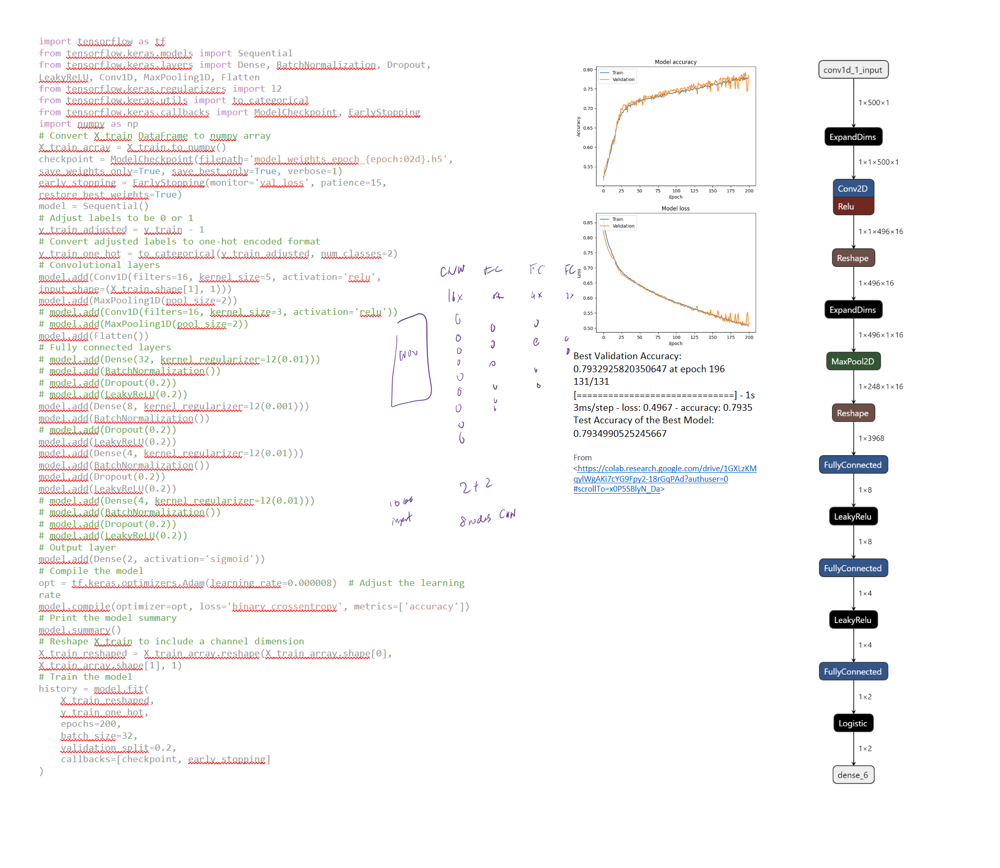 import tensorflow as tf
from tensorflow.keras.models import Sequential
from tensorflow.keras.layers import Dense, BatchNormalization, Dropout,
LeakyReLU, Conv1D, MaxPooling1D, Flatten
from tensorflow.keras.regularizers import l2
from tensorflow.keras.utils import to_categorical
from tensorflow.keras.callbacks import ModelCheckpoint, EarlyStopping
import numpy as np
# Convert X_train DataFrame to numpy array
X_train_array = X_train.to_numpy()
checkpoint = ModelCheckpoint(filepath='model_weights_epoch_{epoch:02d}.h5',
save_weights_only=True, save_best_only=True, verbose=1)
early_stopping = EarlyStopping(monitor='val_loss', patience=15,
restore_best_weights=True)
model = Sequential()
# Adjust labels to be 0 or 1
y_train_adjusted = y_train - 1
# Convert adjusted labels to one-hot encoded format
y_train_one_hot = to_categorical(y_train_adjusted, num_classes=2)
# Convolutional layers
model.add(Conv1D(filters=16, kernel_size=5, activation='relu',
input_shape=(X_train.shape[1], 1)))
model.add(MaxPooling1D(pool_size=2))
# model.add(Conv1D(filters=16, kernel_size=3, activation='relu'))
# model.add(MaxPooling1D(pool_size=2))
model.add(Flatten())
# Fully connected layers
# model.add(Dense(32, kernel_regularizer=l2(0.01)))
# model.add(BatchNormalization())
# model.add(Dropout(0.2))
# model.add(LeakyReLU(0.2))
model.add(Dense(8, kernel_regularizer=l2(0.001)))
model.add(BatchNormalization())
# model.add(Dropout(0.2))
model.add(LeakyReLU(0.2))
model.add(Dense(4, kernel_regularizer=l2(0.01)))
model.add(BatchNormalization())
model.add(Dropout(0.2))
model.add(LeakyReLU(0.2))
# model.add(Dense(4, kernel_regularizer=l2(0.01)))
# model.add(BatchNormalization())
# model.add(Dropout(0.2))
# model.add(LeakyReLU(0.2))
# Output layer
model.add(Dense(2, activation='sigmoid'))
# Compile the model
opt = tf.keras.optimizers.Adam(learning_rate=0.000008)  # Adjust the learning
rate
model.compile(optimizer=opt, loss='binary_crossentropy', metrics=['accuracy'])
# Print the model summary
model.summary()
# Reshape X_train to include a channel dimension
X_train_reshaped = X_train_array.reshape(X_train_array.shape[0],
X_train_array.shape[1], 1)
# Train the model
history = model.fit(
    X_train_reshaped,
    y_train_one_hot,
    epochs=200,
    batch_size=32,
    validation_split=0.2,
    callbacks=[checkpoint, early_stopping]
)
CNN FC FC FC
16x 4x 2x
2+2
input 8 nodes CNN
Model accuracy
Train
Validation
0.80
0.75
0.70
0.65
0.60
0.55
Accuracy
0 25 50 75 100 125 150 175 200
Epoch
Model loss
Train
Validation
0.85
0.80
0.75
0.70
0.65
0.60
0.55
0.50
Loss
0 25 50 75 100 125 150 175 200
Epoch
Best Validation Accuracy:
0.7932925820350647 at epoch 196
131/131
[==============================] - 1s
3ms/step - loss: 0.4967 - accuracy: 0.7935
Test Accuracy of the Best Model:
0.7934990525245667
From
<https://colab.research.google.com/drive/1GXLzKM
qylWgAKi7cYG9Fpy2-18rGqPAd?authuser=0
#scrollTo=x0P5SBlyN_Da>
conv1d_1_input
1×500×1
ExpandDims
1×1×500×1
Conv2D
Relu
1×1×496×16
Reshape
1×496×16
ExpandDims
1×496×1×16
MaxPool2D
1×248×1×16
Reshape
1×3968
FullyConnected
1×8
LeakyRelu
1×8
FullyConnected
1×4
LeakyRelu
1×4
FullyConnected
1×2
Logistic
1×2
dense_6